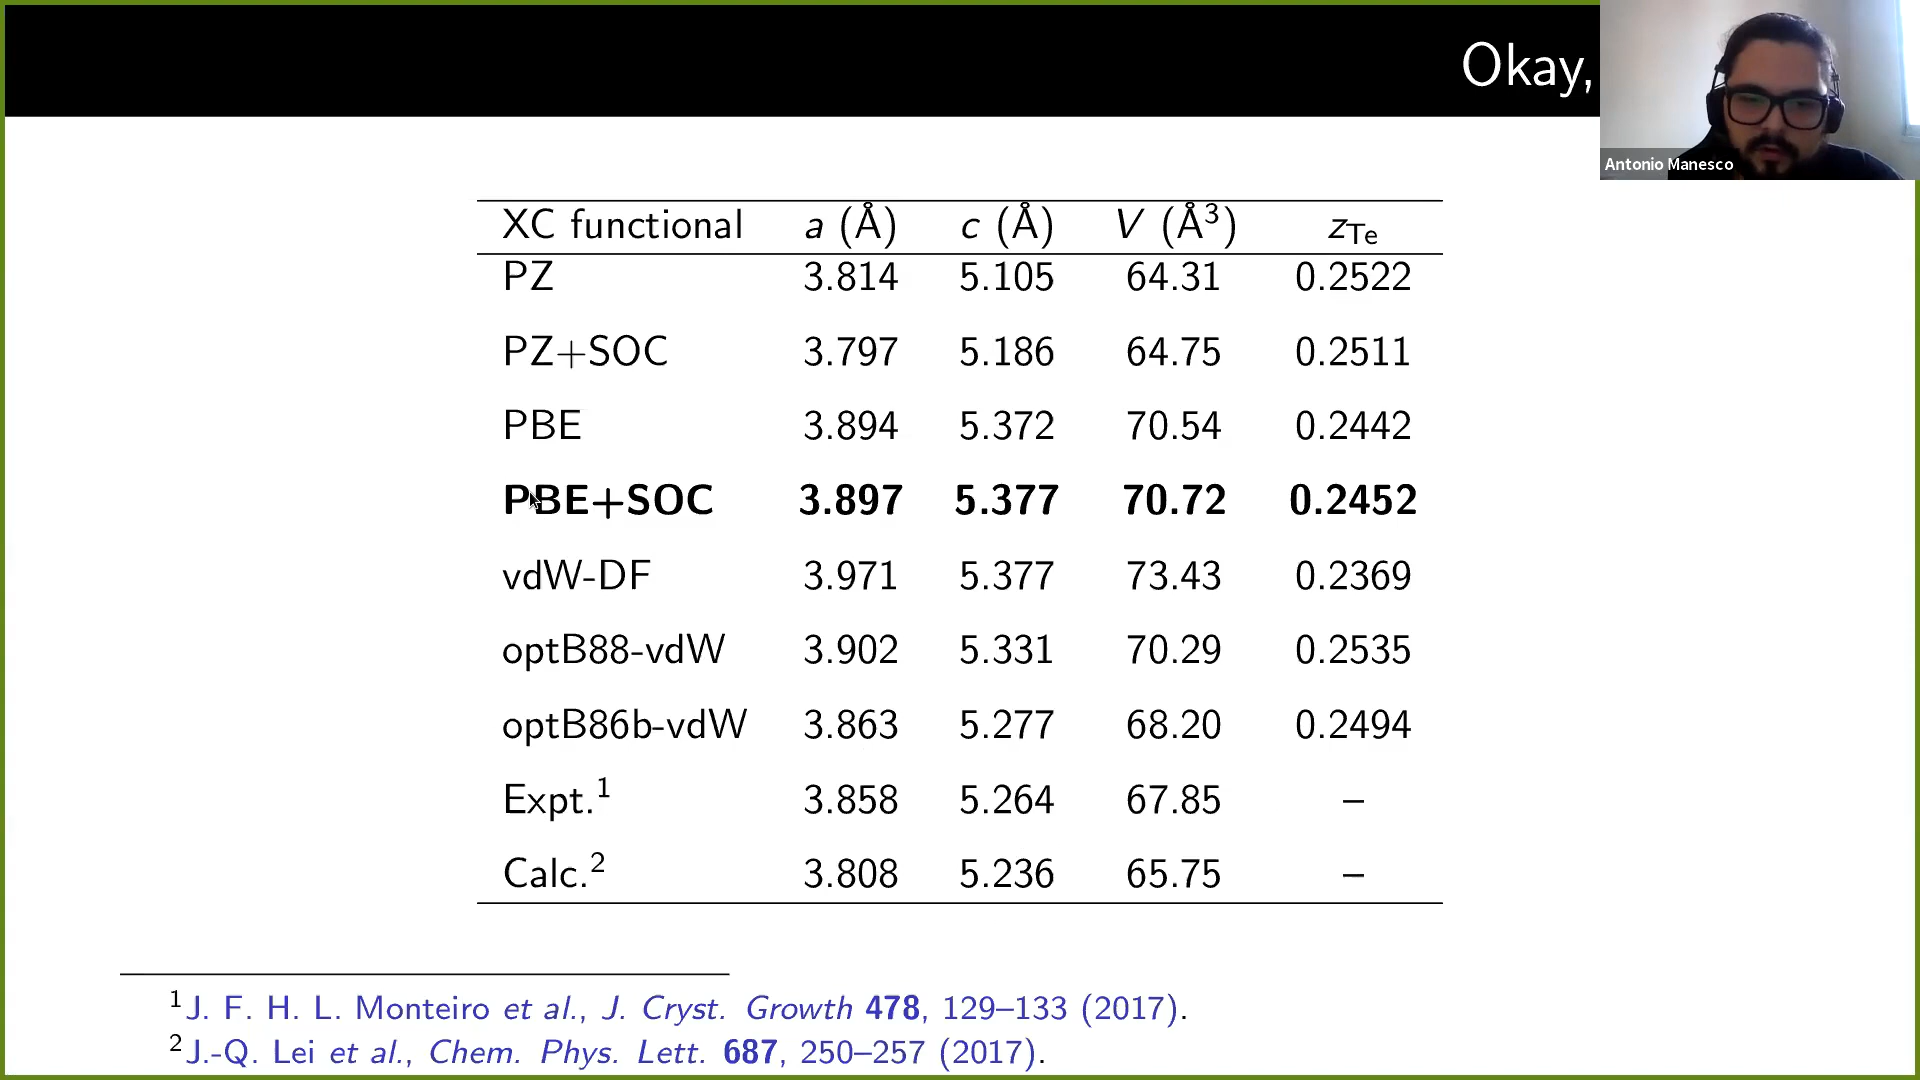 Okay,
Antonio Manesco
XC functional a (Å) c (Å) V (Å³) zTe
PZ 3.814 5.105 64.31 0.2522
PZ+SOC 3.797 5.186 64.75 0.2511
PBE 3.894 5.372 70.54 0.2442
PBE+SOC 3.897 5.377 70.72 0.2452
vdW-DF 3.971 5.377 73.43 0.2369
optB88-vdW 3.902 5.331 70.29 0.2535
optB86b-vdW 3.863 5.277 68.20 0.2494
Expt.¹ 3.858 5.264 67.85 –
Calc.² 3.808 5.236 65.75 –
¹ J. F. H. L. Monteiro et al., J. Cryst. Growth 478, 129–133 (2017).
² J.-Q. Lei et al., Chem. Phys. Lett. 687, 250–257 (2017).